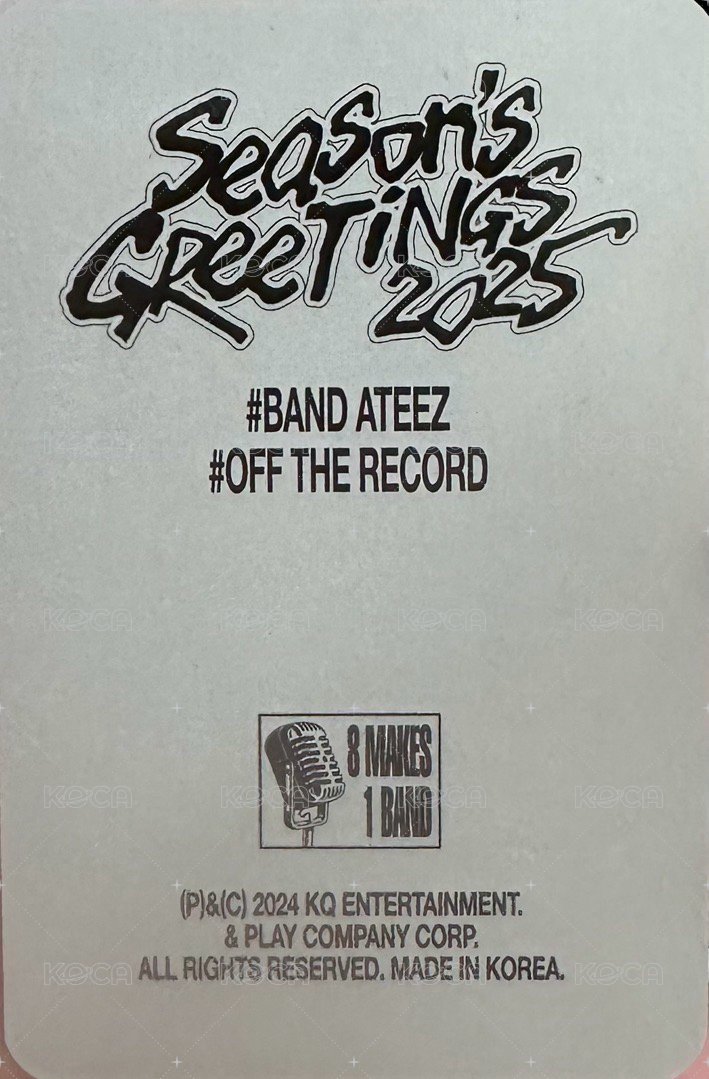 Season's
GReeTiNGS
2025
#BAND ATEEZ
#OFF THE RECORD
8 MAKES
1 BAND
(P)&(C) 2024 KQ ENTERTAINMENT.
& PLAY COMPANY CORP.
ALL RIGHTS RESERVED. MADE IN KOREA.
KOCA